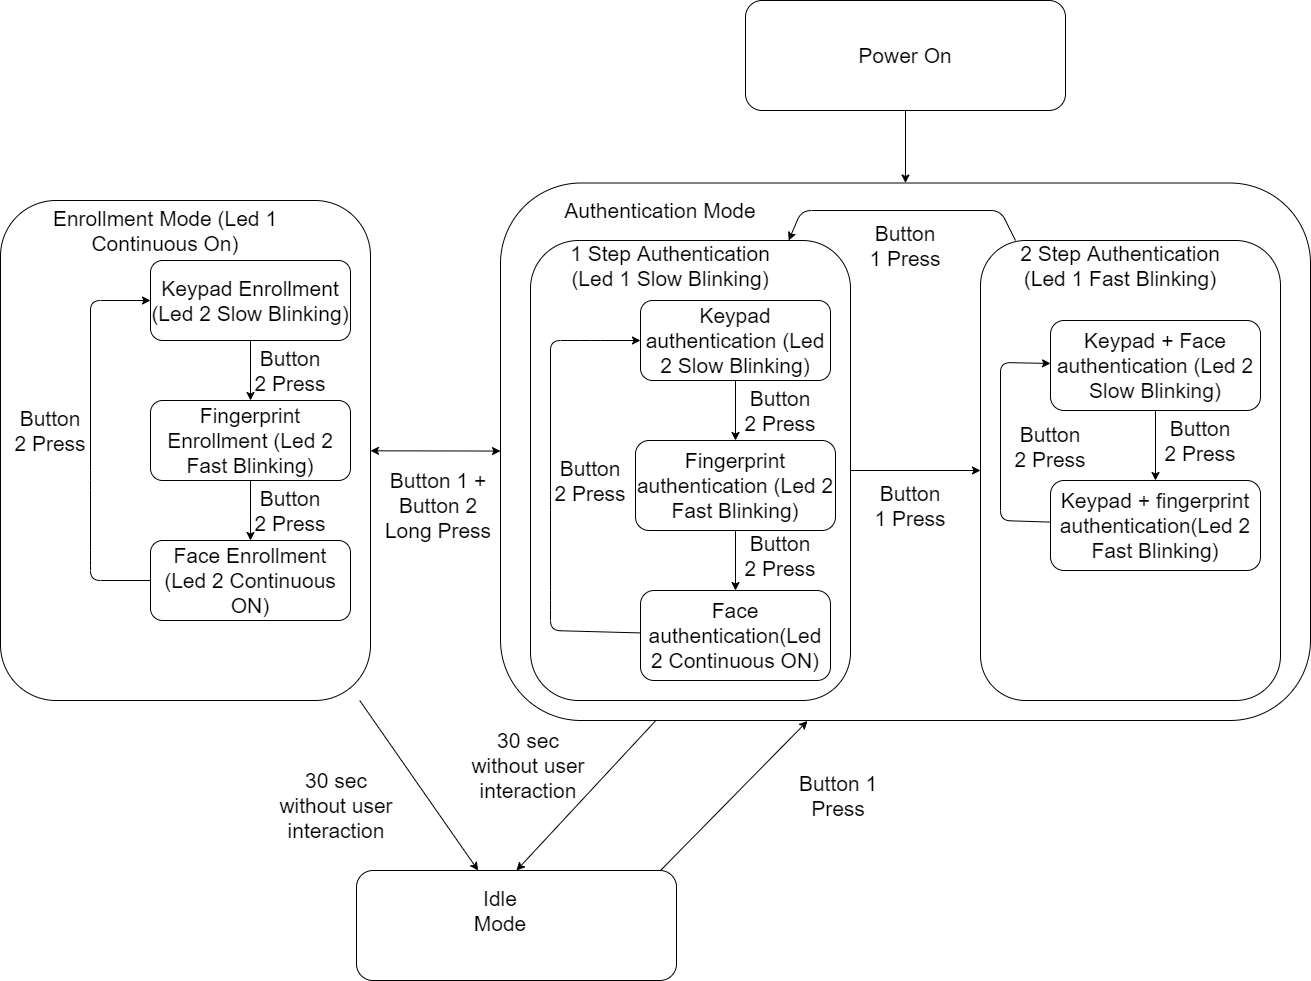 Power On
Enrollment Mode (Led 1
Continuous On)
Keypad Enrollment
(Led 2 Slow Blinking)
Button
2 Press
Fingerprint
Enrollment (Led 2
Fast Blinking)
Button
2 Press
Button
2 Press
Face Enrollment
(Led 2 Continuous
ON)
Button 1 +
Button 2
Long Press
Authentication Mode
Button
1 Press
1 Step Authentication
(Led 1 Slow Blinking)
Keypad
authentication (Led
2 Slow Blinking)
Button
2 Press
Button
2 Press
Fingerprint
authentication (Led 2
Fast Blinking)
Button
2 Press
Face
authentication(Led
2 Continuous ON)
Button
1 Press
2 Step Authentication
(Led 1 Fast Blinking)
Keypad + Face
authentication (Led 2
Slow Blinking)
Button
2 Press
Button
2 Press
Keypad + fingerprint
authentication(Led 2
Fast Blinking)
30 sec
without user
interaction
30 sec
without user
interaction
Button 1
Press
Idle
Mode